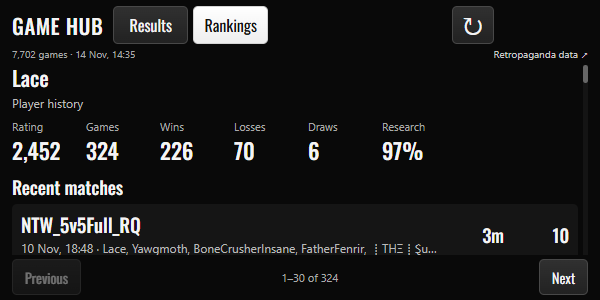 GAME HUB Results Rankings ↻
7,702 games · 14 Nov, 14:35 Retropaganda data ↗
Lace
Player history
Rating Games Wins Losses Draws Research
2,452 324 226 70 6 97%
Recent matches
NTW_5v5Full_RQ 3m 10
10 Nov, 18:48 · Lace, Yawgmoth, BoneCrusherInsane, FatherFenrir, ┋THΞ┋Şu...
Previous 1–30 of 324 Next